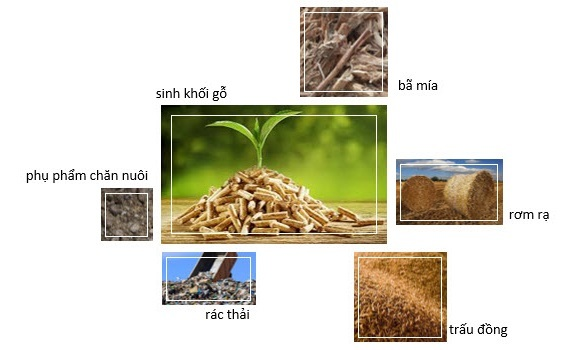 bã mía
sinh khối gỗ
phụ phẩm chăn nuôi
rơm rạ
rác thải
trấu đồng